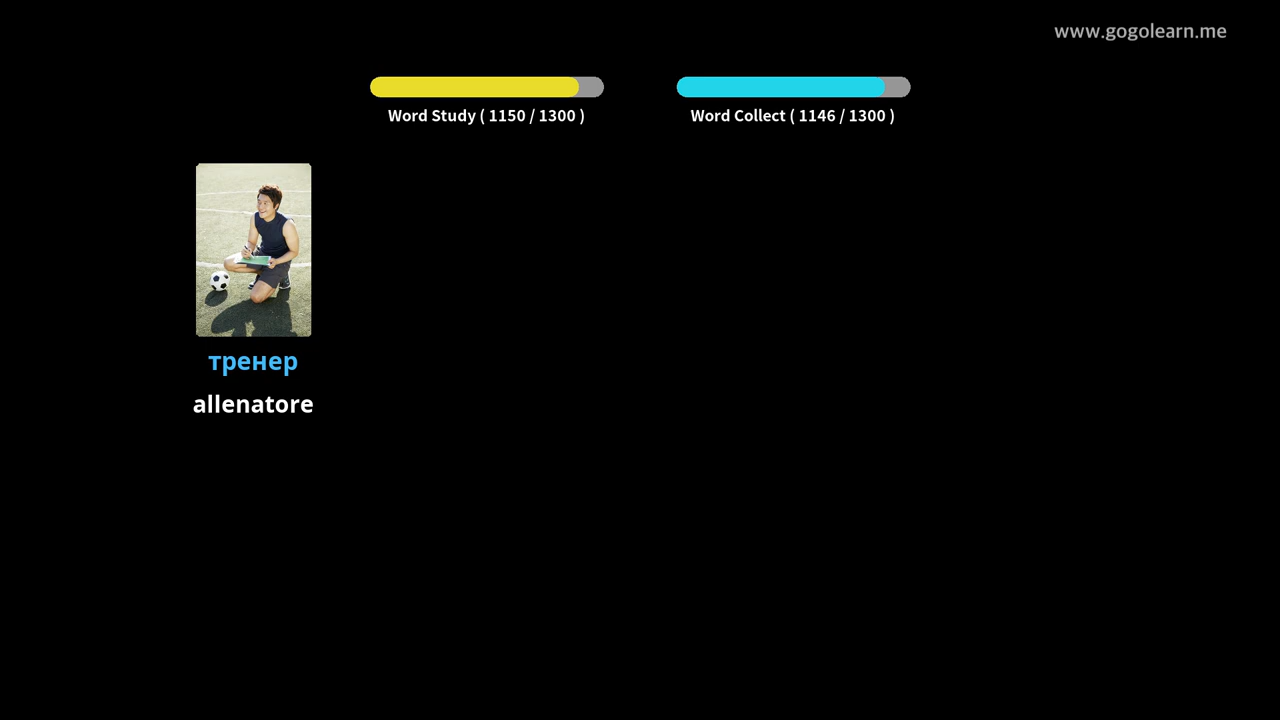 www.gogolearn.me
Word Study ( 1150 / 1300 )
Word Collect ( 1146 / 1300 )
тренер
allenatore